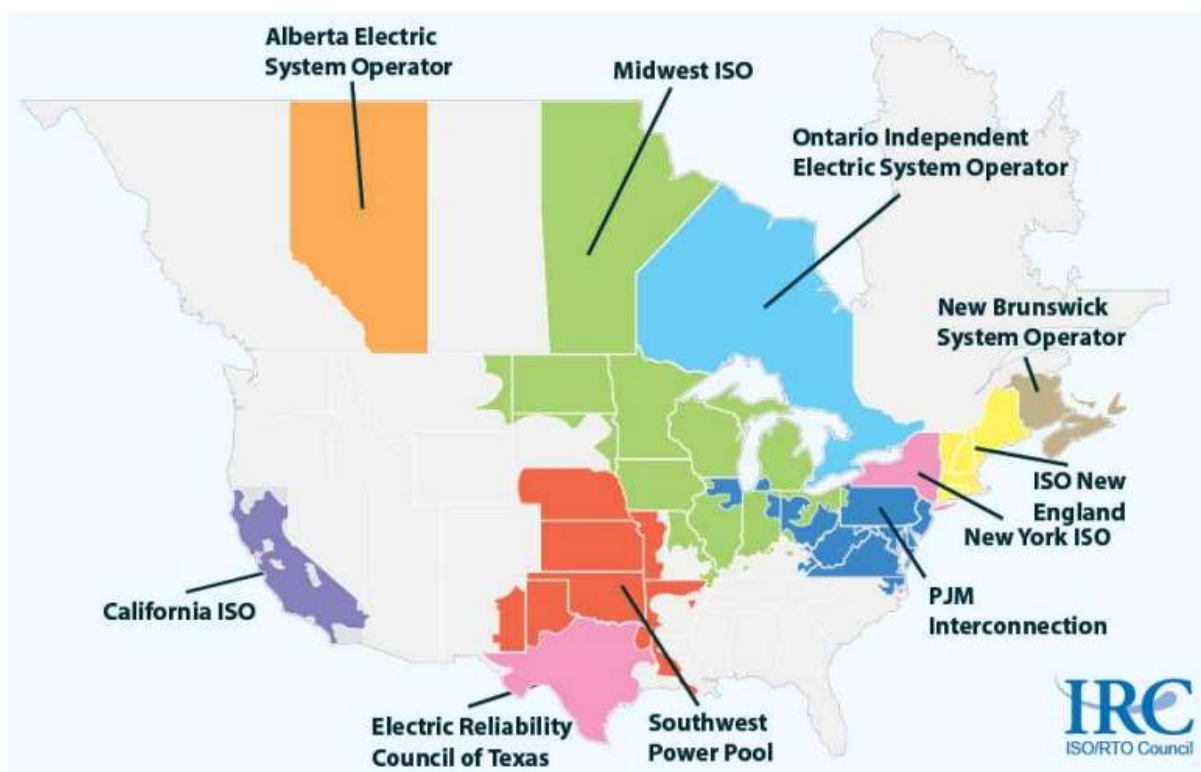 Alberta Electric
System Operator
Midwest ISO
Ontario Independent
Electric System Operator
New Brunswick
System Operator
ISO New
England
New York ISO
California ISO
PJM
Interconnection
Electric Reliability
Council of Texas
Southwest
Power Pool
IRC
ISO/RTO Council